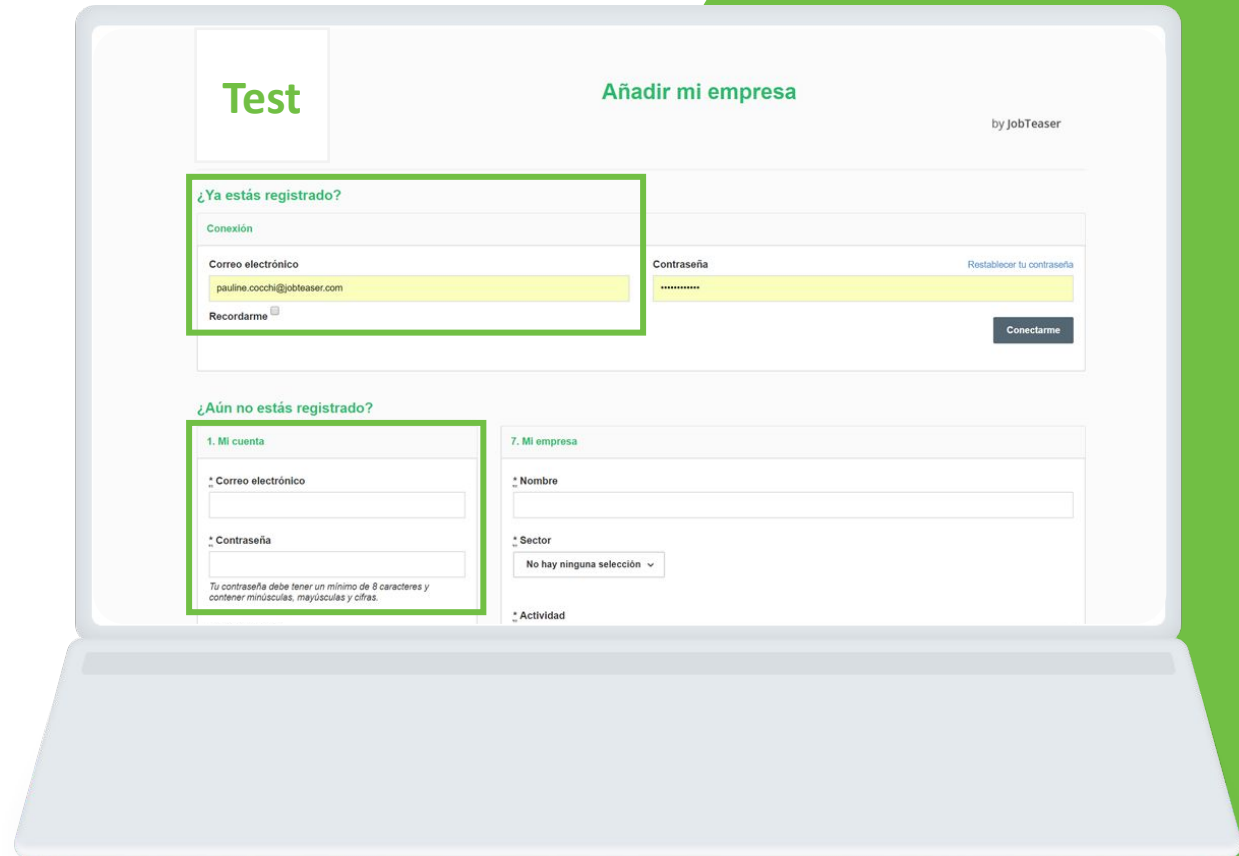 Test
Añadir mi empresa
by JobTeaser
¿Ya estás registrado?
Conexión
Correo electrónico
Contraseña
Restablecer tu contraseña
pauline.cocchi@jobteaser.com
••••••••••••
Recordarme
Conectarme
¿Aún no estás registrado?
1. Mi cuenta
* Correo electrónico
* Contraseña
Tu contraseña debe tener un mínimo de 8 caracteres y
contener minúsculas, mayúsculas y cifras.
7. Mi empresa
* Nombre
* Sector
No hay ninguna selección
* Actividad